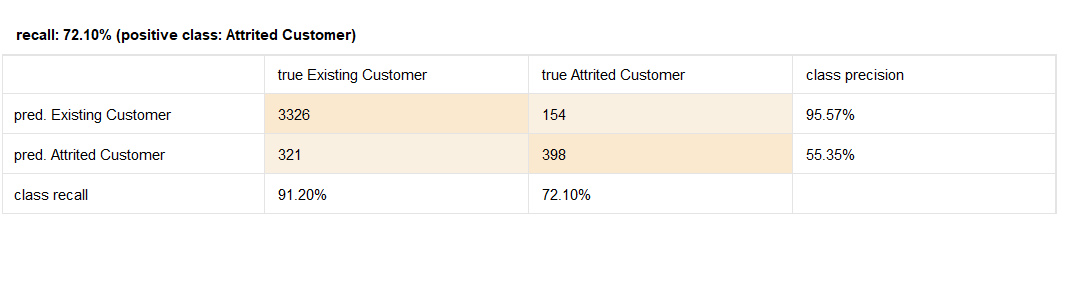 recall: 72.10% (positive class: Attrited Customer)
true Existing Customer true Attrited Customer class precision
pred. Existing Customer 3326 154 95.57%
pred. Attrited Customer 321 398 55.35%
class recall 91.20% 72.10%